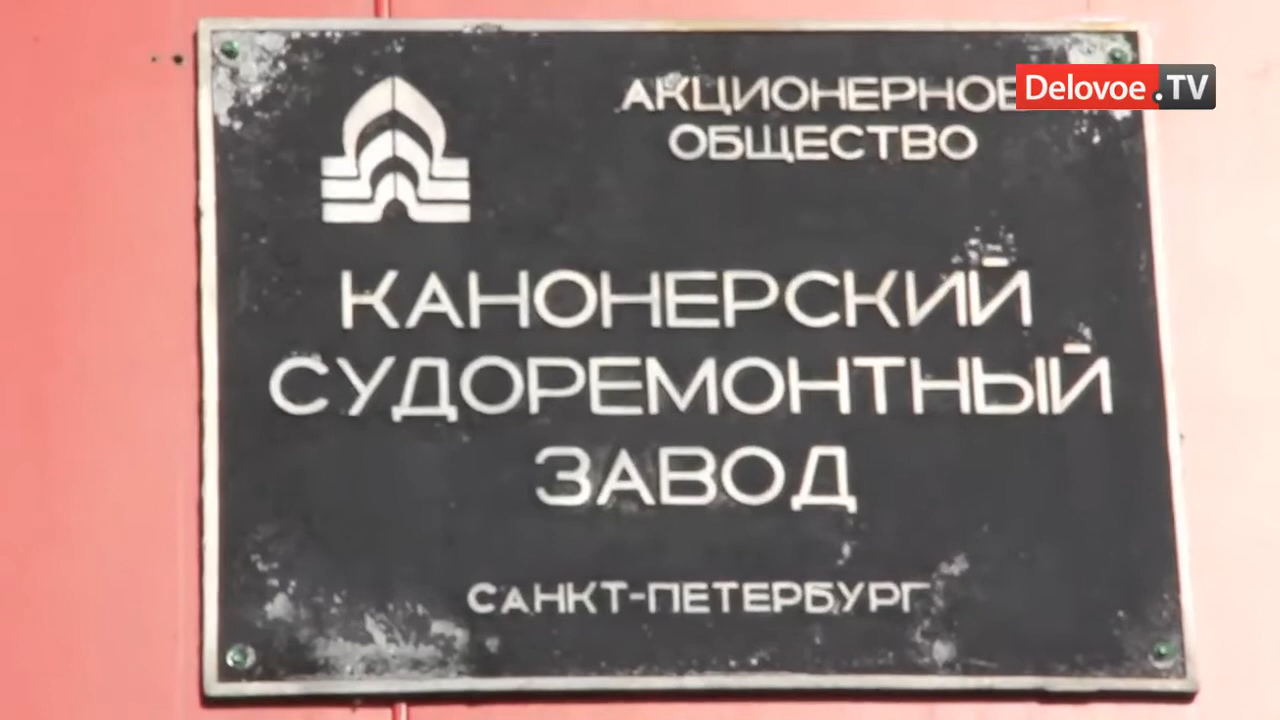 АКЦИОНЕРНОЕ
ОБЩЕСТВО
Delovoe.TV
КАНОНЕРСКИЙ
СУДОРЕМОНТНЫЙ
ЗАВОД
САНКТ-ПЕТЕРБУРГ